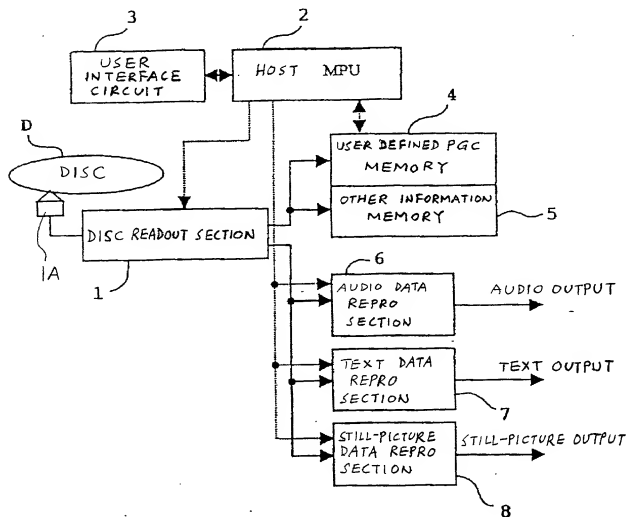 3
2
USER
INTERFACE
CIRCUIT
HOST MPU
4
D
DISC
USER DEFINED PGC
MEMORY
OTHER INFORMATION
MEMORY
5
DISC READOUT SECTION
1A
1
6
AUDIO DATA
REPRO
SECTION
AUDIO OUTPUT
TEXT DATA
REPRO
SECTION
TEXT OUTPUT
7
STILL-PICTURE
DATA REPRO
SECTION
STILL-PICTURE OUTPUT
8